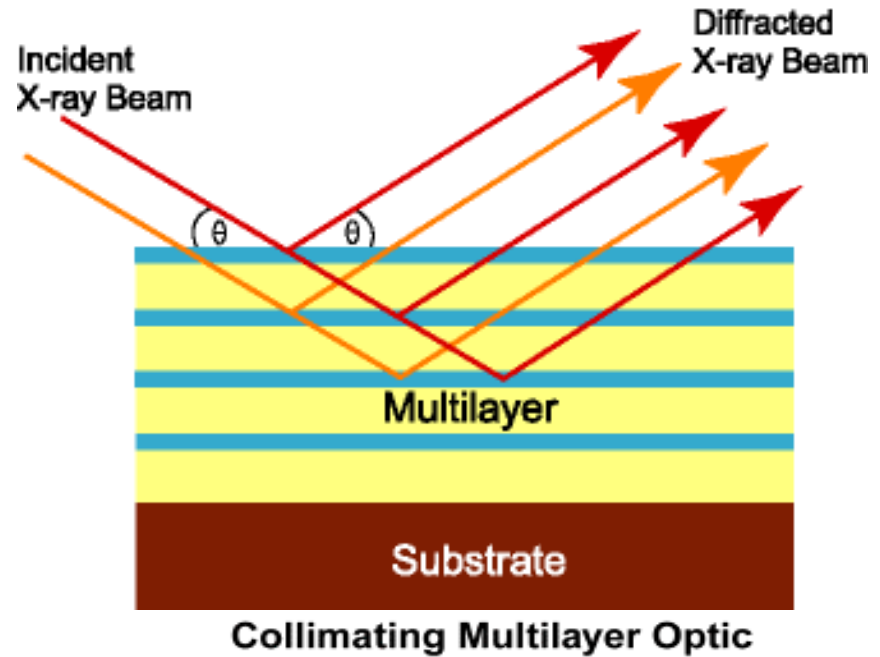 Incident
X-ray Beam
Diffracted
X-ray Beam
θ
θ
Multilayer
Substrate
Collimating Multilayer Optic